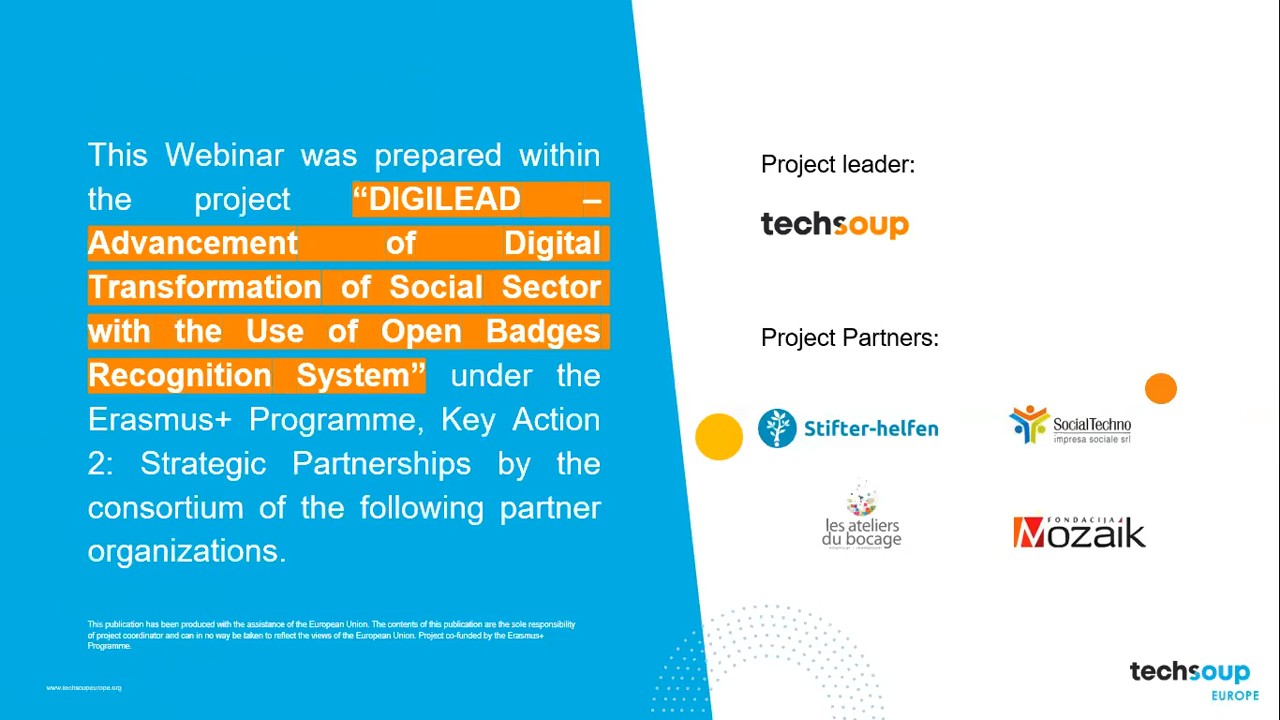 This Webinar was prepared within
the project “DIGILEAD –
Advancement of Digital
Transformation of Social Sector
with the Use of Open Badges
Recognition System” under the
Erasmus+ Programme, Key Action
2: Strategic Partnerships by the
consortium of the following partner
organizations.
This publication has been produced with the assistance of the European Union. The contents of this publication are the sole responsibility
of project coordinator and can in no way be taken to reflect the views of the European Union. Project co-funded by the Erasmus+
Programme.
www.techsoupeurope.org
Project leader:
techsoup
Project Partners:
Stifter-helfen
SocialTechno
impresa sociale srl
les ateliers
du bocage
FONDACIJA
Mozaik
techsoup
EUROPE